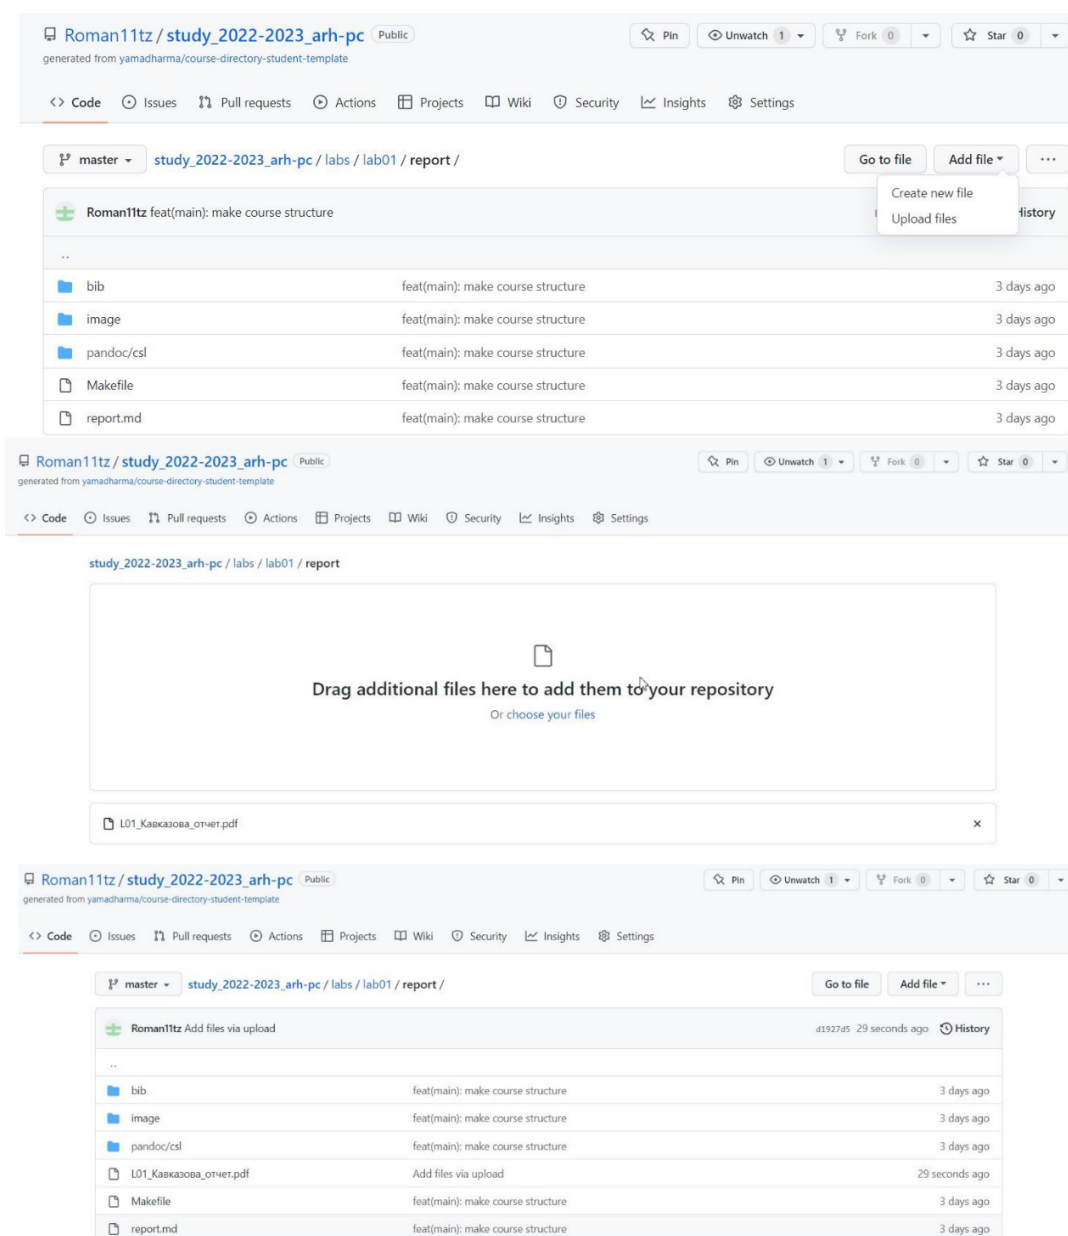 Roman11tz / study_2022-2023_arh-pc Public Pin Unwatch 1 Fork 0 Star 0
generated from yamadharma/course-directory-student-template
<> Code Issues Pull requests Actions Projects Wiki Security Insights Settings
master study_2022-2023_arh-pc / labs / lab01 / report / Go to file Add file ...
Create new file
Roman11tz feat(main): make course structure History
Upload files
..
bib feat(main): make course structure 3 days ago
image feat(main): make course structure 3 days ago
pandoc/csl feat(main): make course structure 3 days ago
Makefile feat(main): make course structure 3 days ago
report.md feat(main): make course structure 3 days ago
Roman11tz / study_2022-2023_arh-pc Public Pin Unwatch 1 Fork 0 Star 0
generated from yamadharma/course-directory-student-template
<> Code Issues Pull requests Actions Projects Wiki Security Insights Settings
study_2022-2023_arh-pc / labs / lab01 / report
Drag additional files here to add them to your repository
Or choose your files
Л01_Кавказова_отчет.pdf ×
Roman11tz / study_2022-2023_arh-pc Public Pin Unwatch 1 Fork 0 Star 0
generated from yamadharma/course-directory-student-template
<> Code Issues Pull requests Actions Projects Wiki Security Insights Settings
master study_2022-2023_arh-pc / labs / lab01 / report / Go to file Add file ...
Roman11tz Add files via upload d1927d5 29 seconds ago History
..
bib feat(main): make course structure 3 days ago
image feat(main): make course structure 3 days ago
pandoc/csl feat(main): make course structure 3 days ago
Л01_Кавказова_отчет.pdf Add files via upload 29 seconds ago
Makefile feat(main): make course structure 3 days ago
report.md feat(main): make course structure 3 days ago